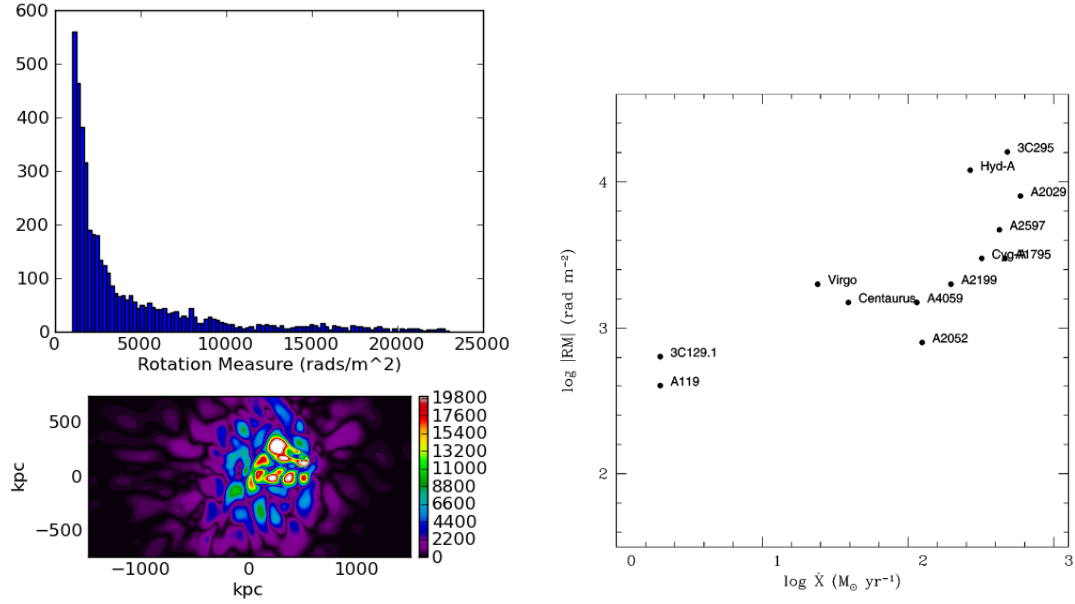 600
500
400
300
200
100
0
0 5000 10000 15000 20000 25000
Rotation Measure (rads/m^2)
500
0
−500
kpc
−1000 0 1000
kpc
19800
17600
15400
13200
11000
8800
6600
4400
2200
0
log |RM| (rad m⁻²)
4
3
2
3C295
Hyd-A
A2029
A2597
Cyg-A
A1795
A2199
Virgo
Centaurus
A4059
A2052
3C129.1
A119
0 1 2 3
log Ẋ (M⊙ yr⁻¹)